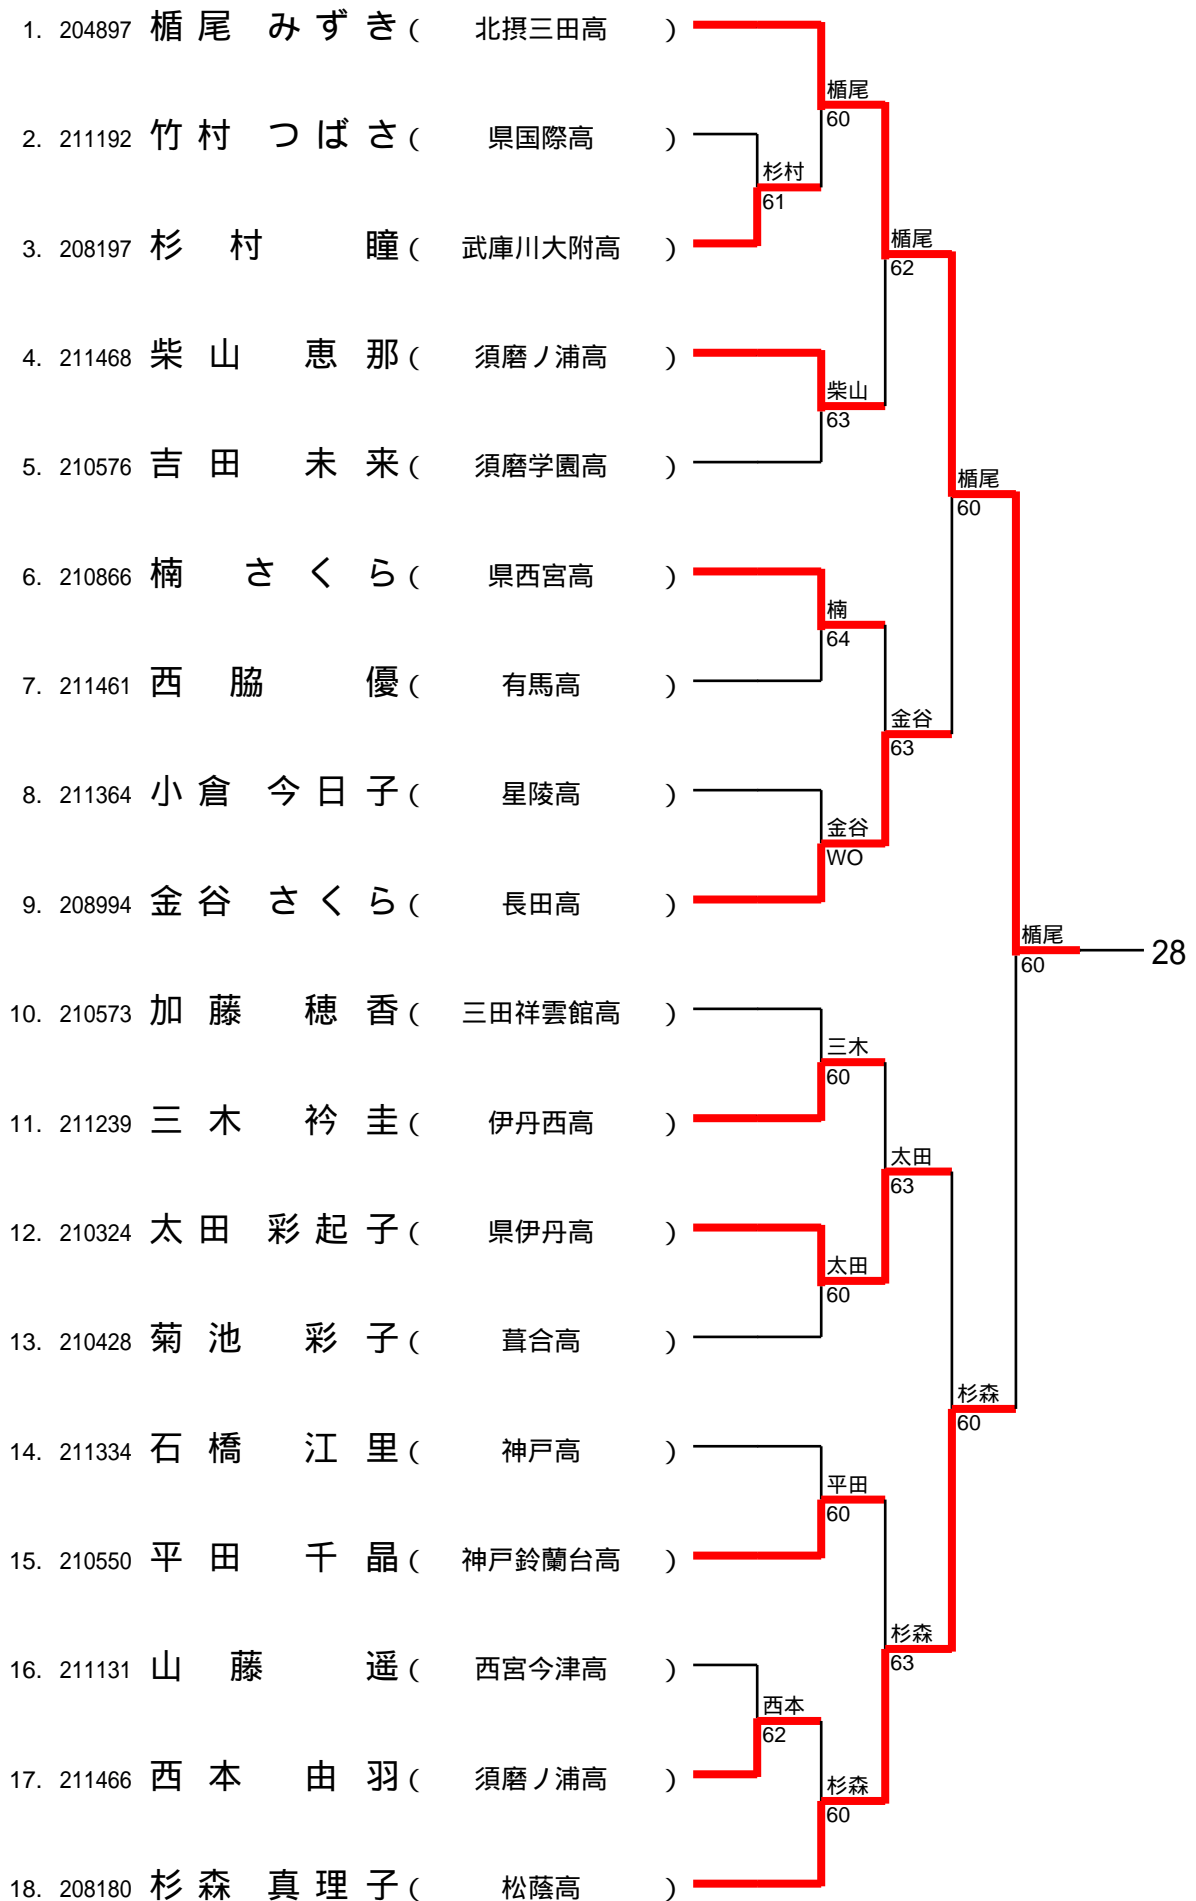 1. 204897 楯尾 みずき ( 北摂三田高 )
楯尾
60
2. 211192 竹村 つばさ ( 県国際高 )
杉村
61
3. 208197 杉村 瞳 ( 武庫川大附高 )
楯尾
62
4. 211468 柴山 恵那 ( 須磨ノ浦高 )
柴山
63
5. 210576 吉田 未来 ( 須磨学園高 )
楯尾
60
6. 210866 楠 さくら ( 県西宮高 )
楠
64
7. 211461 西脇 優 ( 有馬高 )
金谷
63
8. 211364 小倉 今日子 ( 星陵高 )
金谷
WO
9. 208994 金谷 さくら ( 長田高 )
楯尾
60
28
10. 210573 加藤 穂香 ( 三田祥雲館高 )
三木
60
11. 211239 三木 衿圭 ( 伊丹西高 )
太田
63
12. 210324 太田 彩起子 ( 県伊丹高 )
太田
60
13. 210428 菊池 彩子 ( 葺合高 )
杉森
60
14. 211334 石橋 江里 ( 神戸高 )
平田
60
15. 210550 平田 千晶 ( 神戸鈴蘭台高 )
杉森
63
16. 211131 山藤 遥 ( 西宮今津高 )
西本
62
17. 211466 西本 由羽 ( 須磨ノ浦高 )
杉森
60
18. 208180 杉森 真理子 ( 松蔭高 )